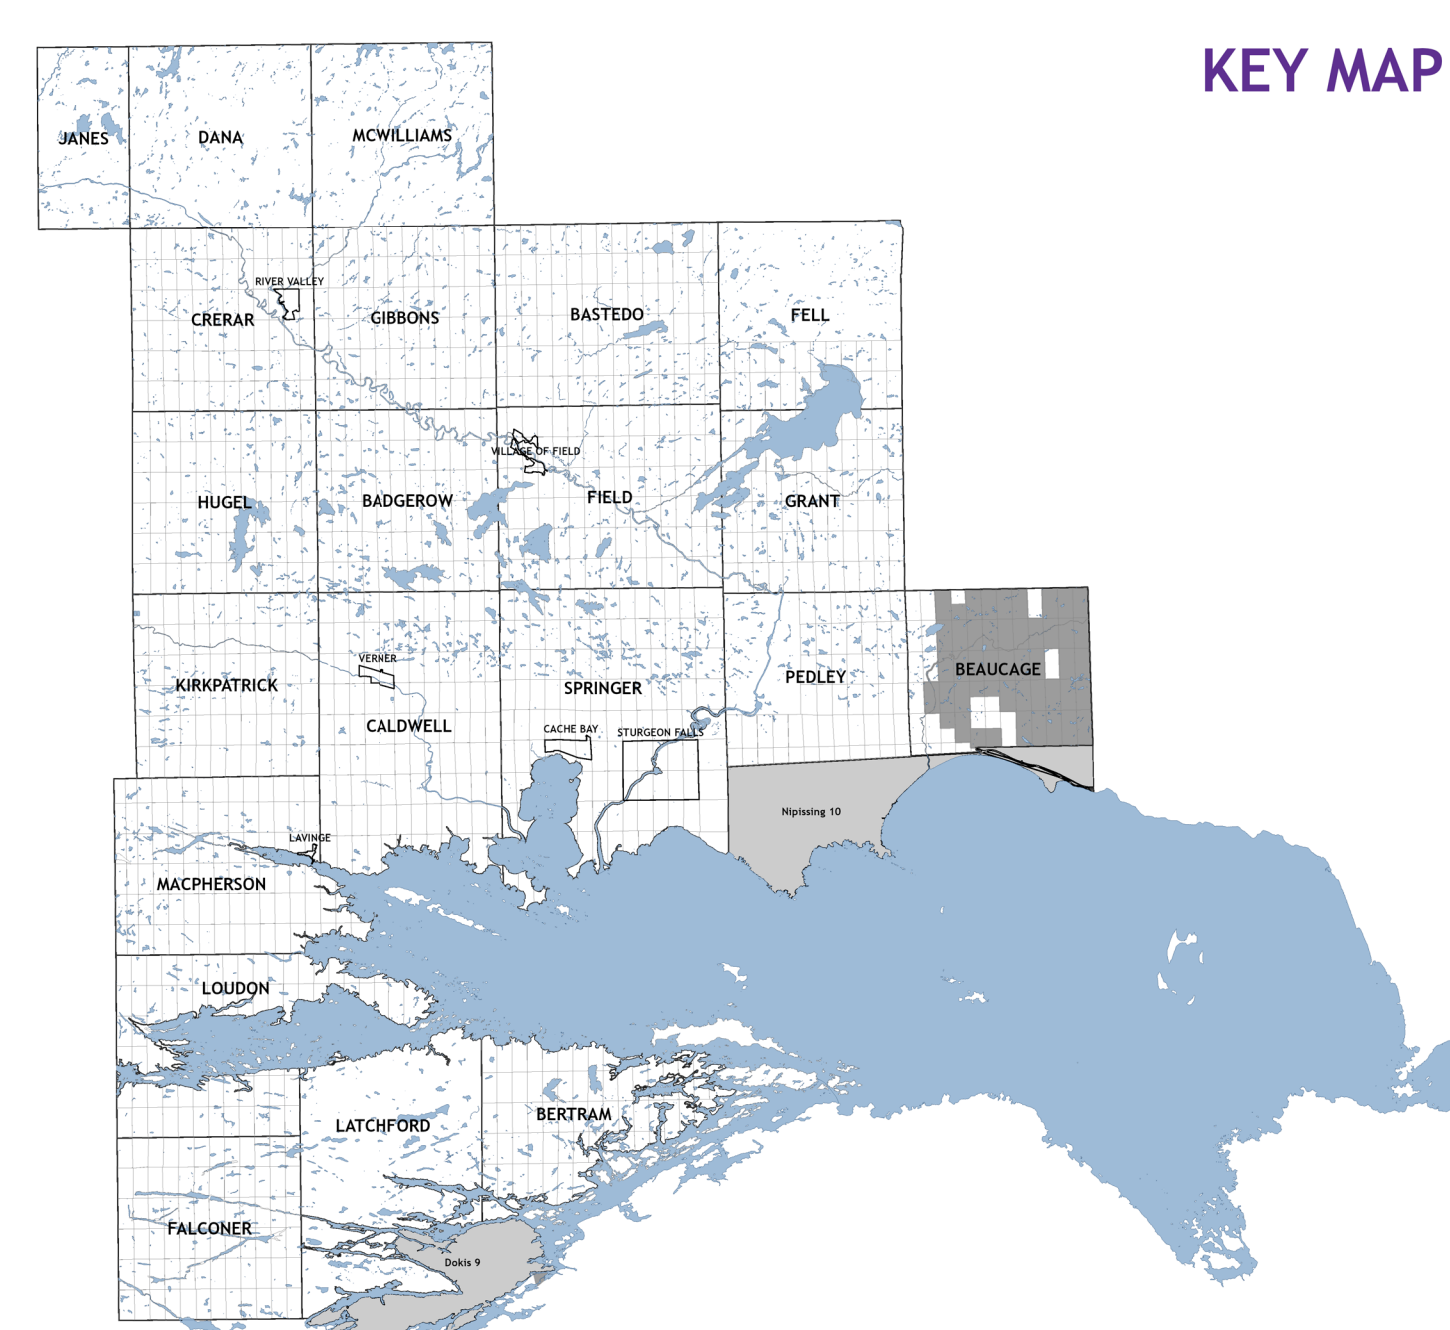 KEY MAP
JANES
DANA
MCWILLIAMS
RIVER VALLEY
CRERAR
GIBBONS
BASTEDO
FELL
VILLAGE OF FIELD
HUGEL
BADGEROW
FIELD
GRANT
VERNER
KIRKPATRICK
CALDWELL
SPRINGER
PEDLEY
BEAUCAGE
CACHE BAY
STURGEON FALLS
Nipissing 10
LAVINGE
MACPHERSON
LOUDON
LATCHFORD
BERTRAM
FALCONER
Dokis 9